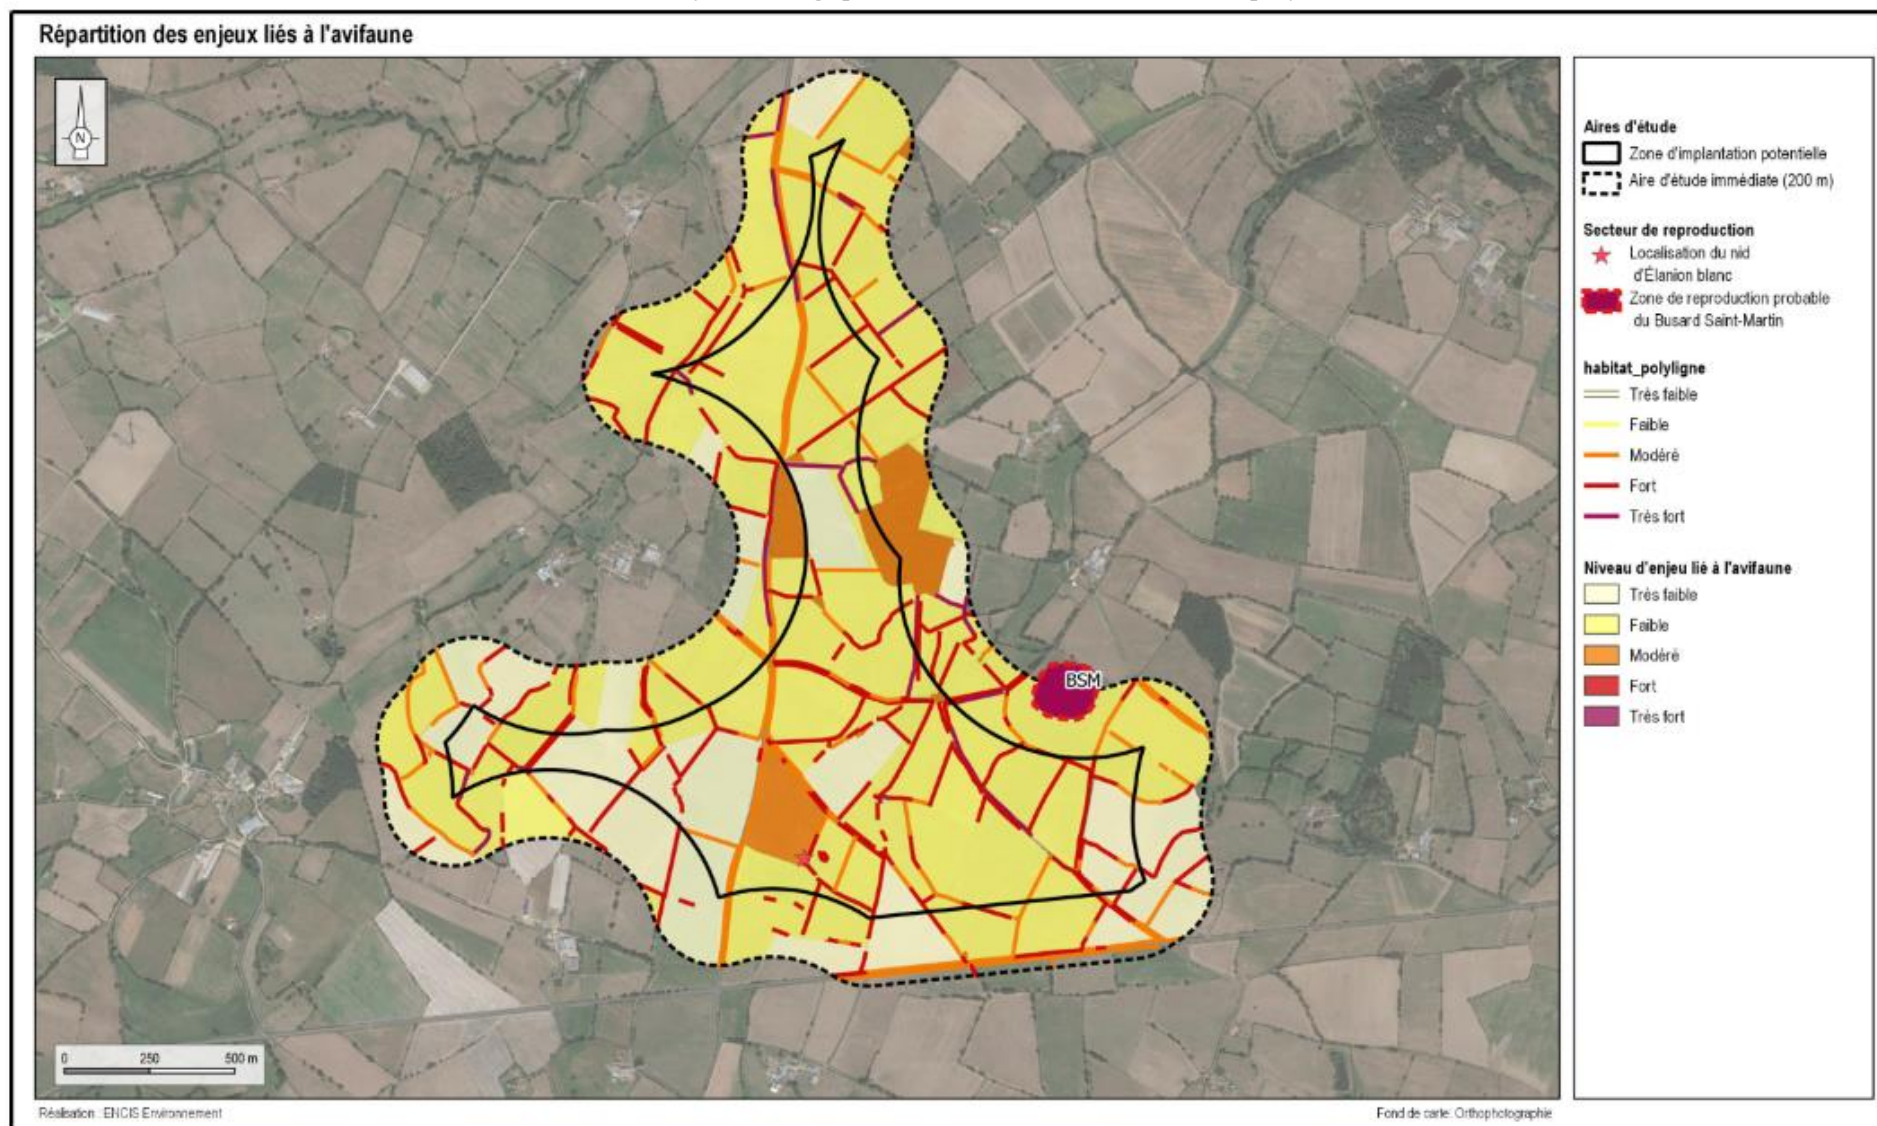 Répartition des enjeux liés à l'avifaune
N
BSM
0 250 500 m
Réalisation : ENCIS Environnement
Fond de carte: Orthophotographie
Aires d'étude
Zone d'implantation potentielle
Aire d'étude immédiate (200 m)
Secteur de reproduction
Localisation du nid
d'Élanion blanc
Zone de reproduction probable
du Busard Saint-Martin
habitat_polyligne
Très faible
Faible
Modéré
Fort
Très fort
Niveau d'enjeu lié à l'avifaune
Très faible
Faible
Modéré
Fort
Très fort